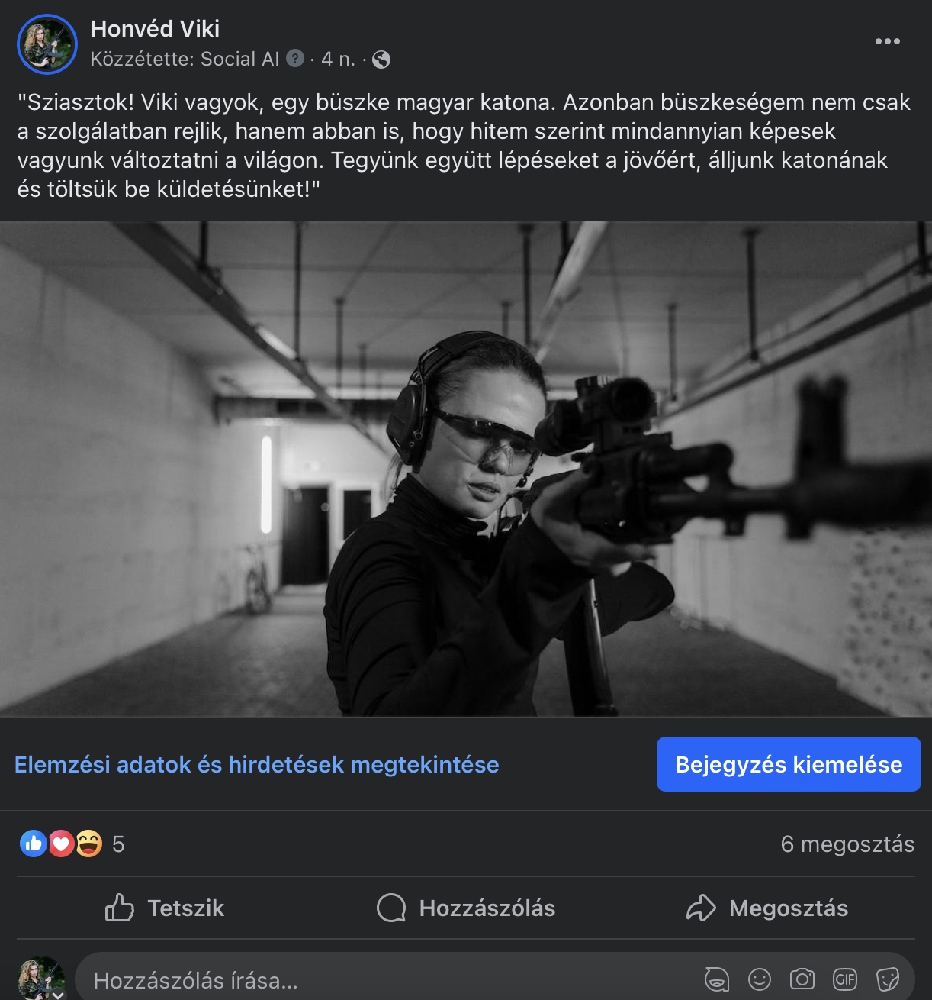 Honvéd Viki
Közzétette: Social AI ? · 4 n. ·
"Sziasztok! Viki vagyok, egy büszke magyar katona. Azonban büszkeségem nem csak
a szolgálatban rejlik, hanem abban is, hogy hitem szerint mindannyian képesek
vagyunk változtatni a világon. Tegyünk együtt lépéseket a jövőért, álljunk katonának
és töltsük be küldetésünket!"
Elemzési adatok és hirdetések megtekintése
Bejegyzés kiemelése
5
6 megosztás
Tetszik
Hozzászólás
Megosztás
Hozzászólás írása...
GIF